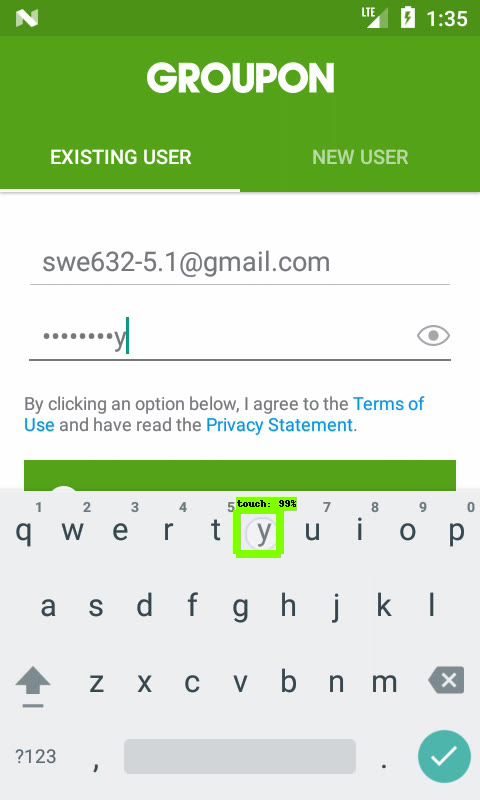 LTE 1:35
GROUPON
EXISTING USER NEW USER
swe632-5.1@gmail.com
••••••••y
By clicking an option below, I agree to the Terms of
Use and have read the Privacy Statement.
touch: 99%
1 2 3 4 5 7 8 9 0
q w e r t y u i o p
a s d f g h j k l
z x c v b n m
?123 , .